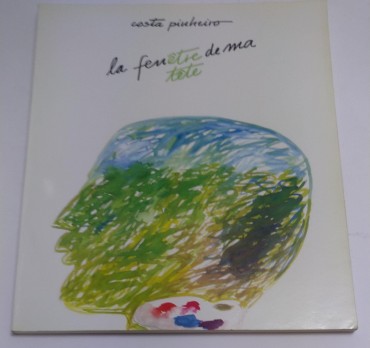 costa pinheiro
la fenêtre de ma
tête